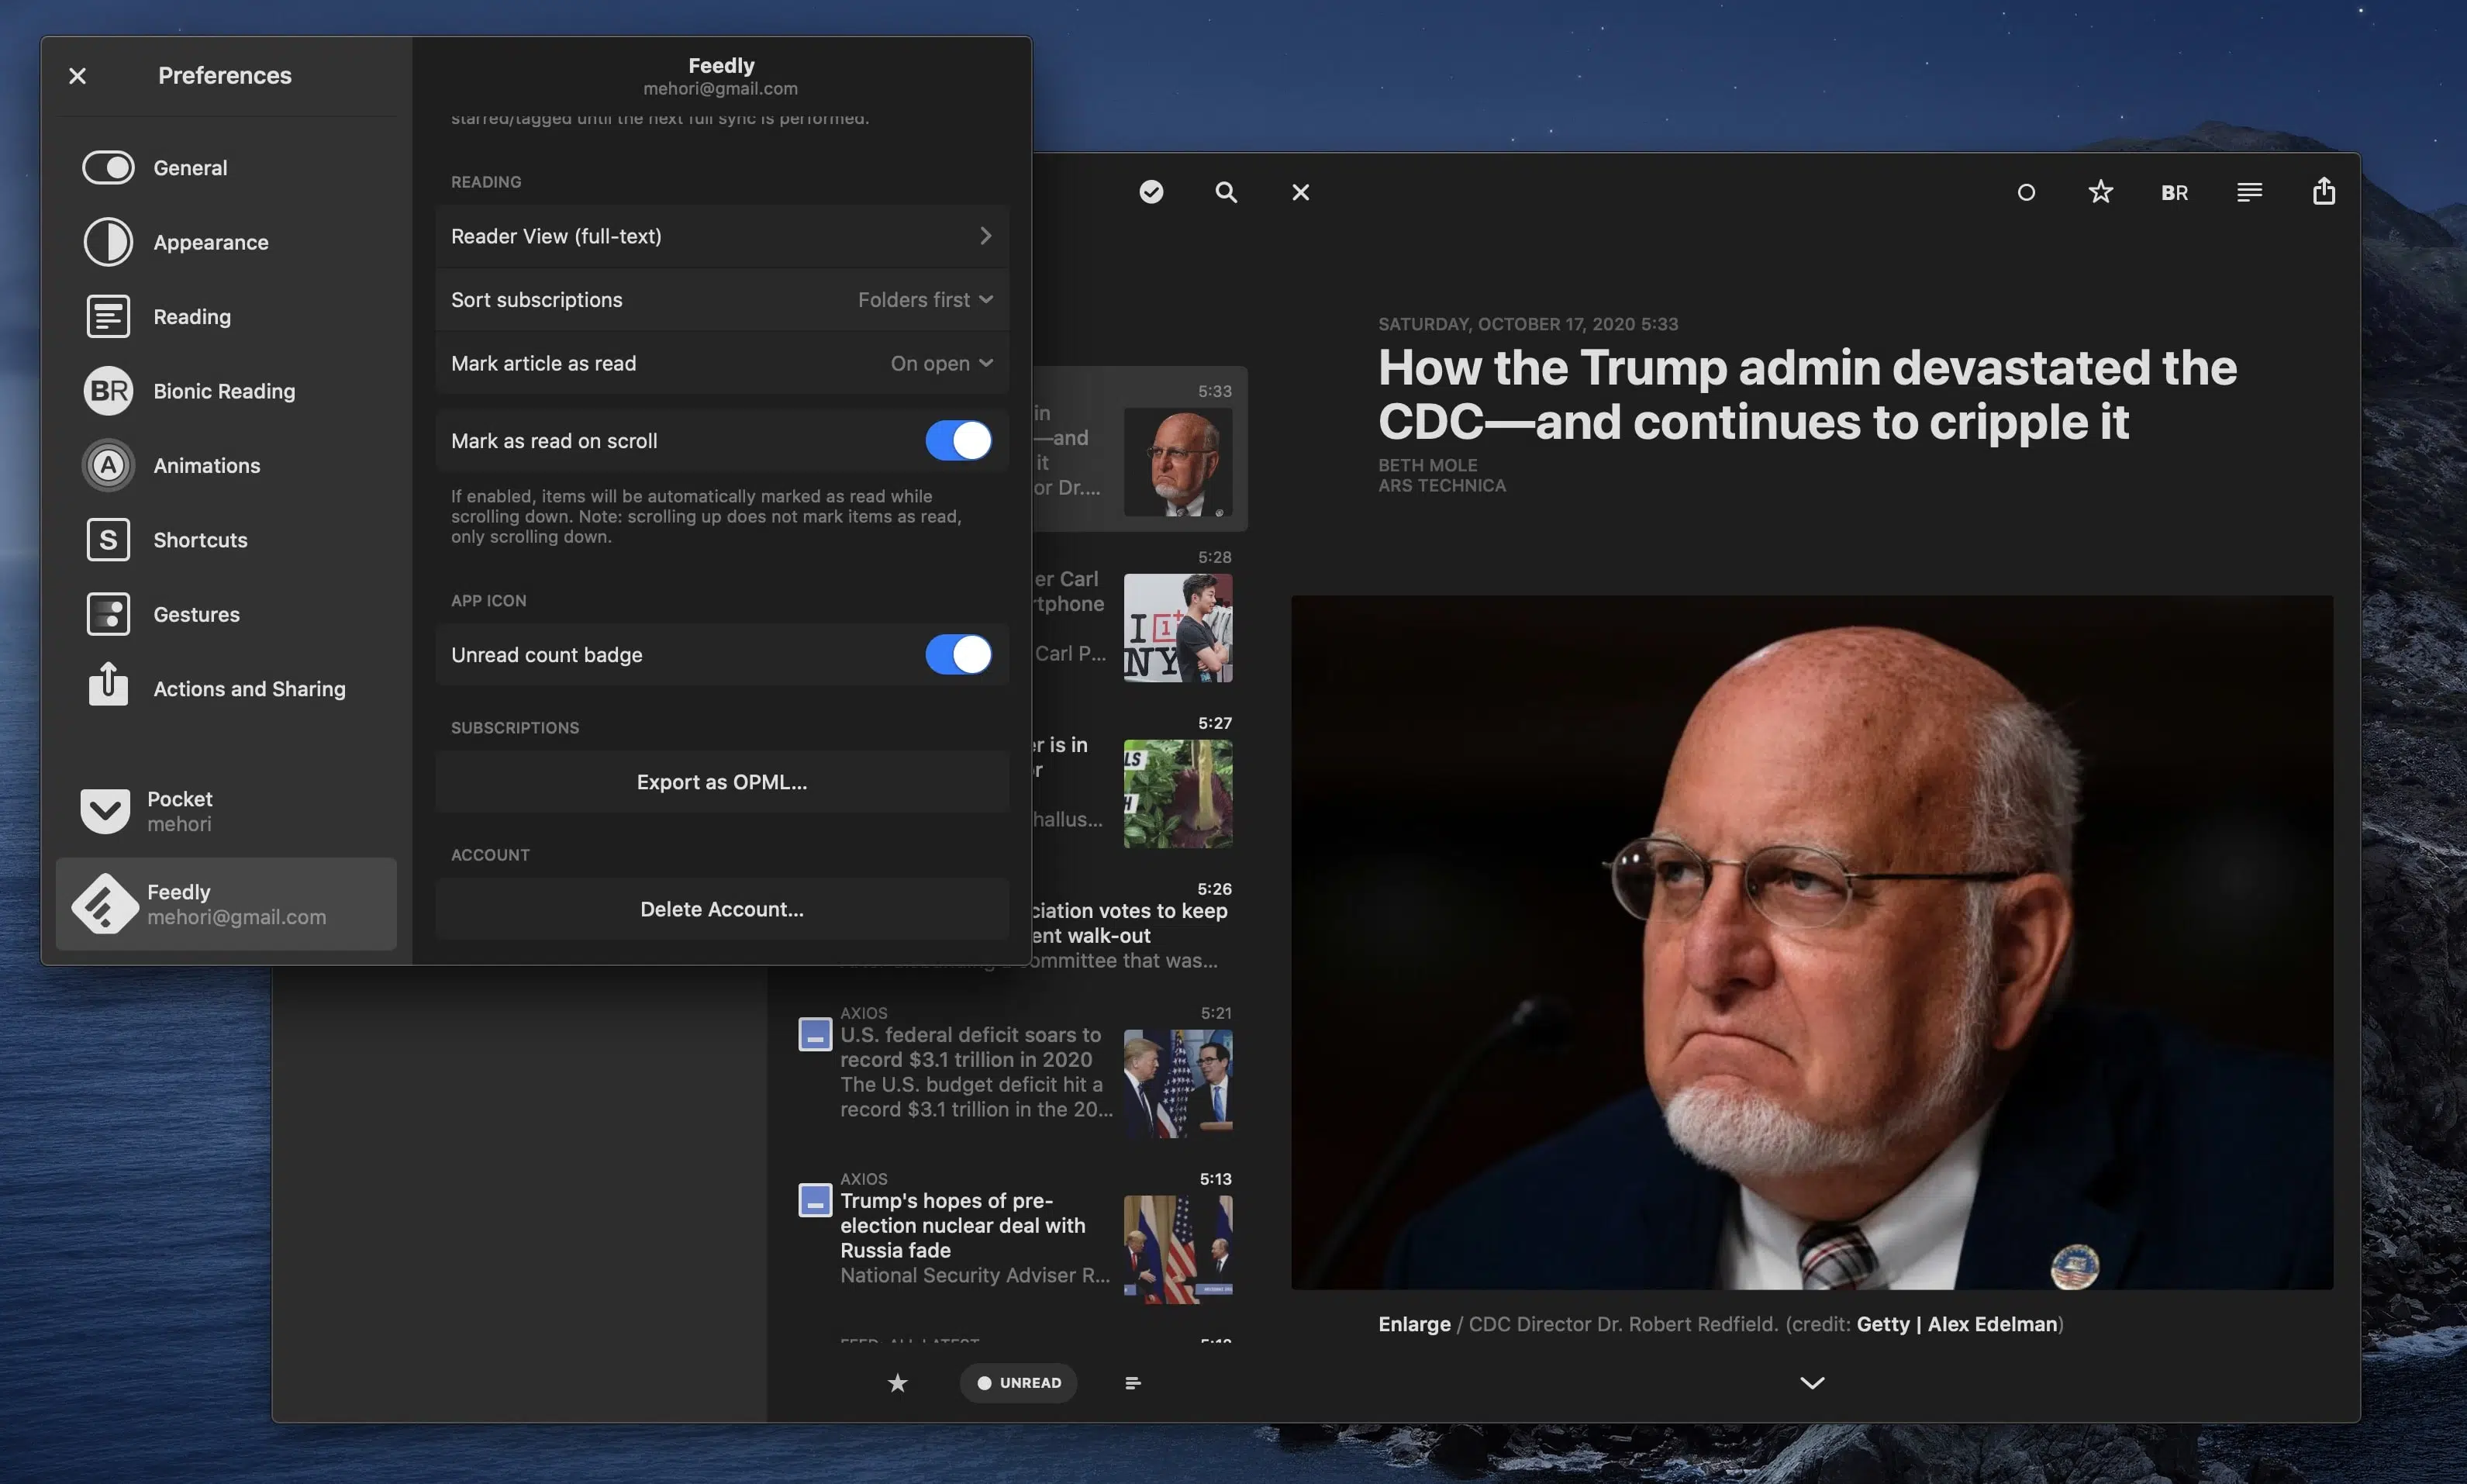 Preferences
General
Appearance
Reading
BR Bionic Reading
A Animations
S Shortcuts
Gestures
Actions and Sharing
Pocket
mehori
Feedly
mehori@gmail.com
Feedly
mehori@gmail.com
starred/tagged until the next full sync is performed.
READING
Reader View (full-text)
Sort subscriptions Folders first
Mark article as read On open
Mark as read on scroll
If enabled, items will be automatically marked as read while
scrolling down. Note: scrolling up does not mark items as read,
only scrolling down.
APP ICON
Unread count badge
SUBSCRIPTIONS
Export as OPML...
ACCOUNT
Delete Account...
5:33
in
—and
it
or Dr....
5:28
er Carl
tphone
Carl P...
I 1+
NY
5:27
er is in
r
hallus...
LS
H
5:26
ciation votes to keep
ent walk-out
committee that was...
AXIOS 5:21
U.S. federal deficit soars to
record $3.1 trillion in 2020
The U.S. budget deficit hit a
record $3.1 trillion in the 20...
AXIOS 5:13
Trump's hopes of pre-
election nuclear deal with
Russia fade
National Security Adviser R...
UNREAD
BR
SATURDAY, OCTOBER 17, 2020 5:33
How the Trump admin devastated the
CDC—and continues to cripple it
BETH MOLE
ARS TECHNICA
Enlarge / CDC Director Dr. Robert Redfield. (credit: Getty | Alex Edelman)